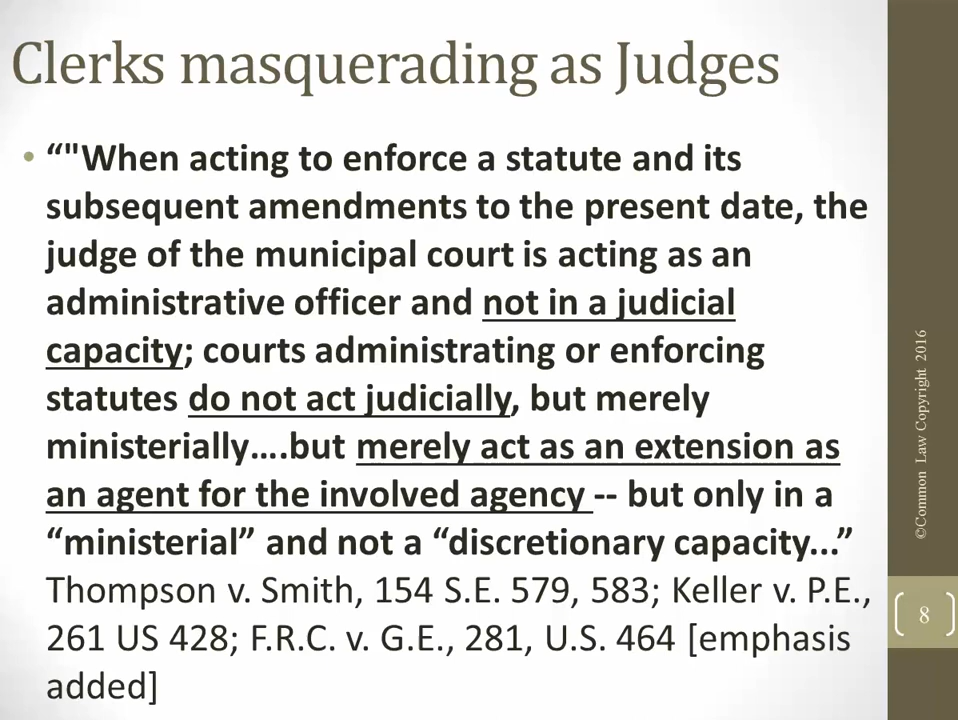 Clerks masquerading as Judges
• “"When acting to enforce a statute and its
subsequent amendments to the present date, the
judge of the municipal court is acting as an
administrative officer and not in a judicial
capacity; courts administrating or enforcing
statutes do not act judicially, but merely
ministerially….but merely act as an extension as
an agent for the involved agency -- but only in a
“ministerial” and not a “discretionary capacity...”
Thompson v. Smith, 154 S.E. 579, 583; Keller v. P.E.,
261 US 428; F.R.C. v. G.E., 281, U.S. 464 [emphasis
added]
©Common Law Copyright 2016
8